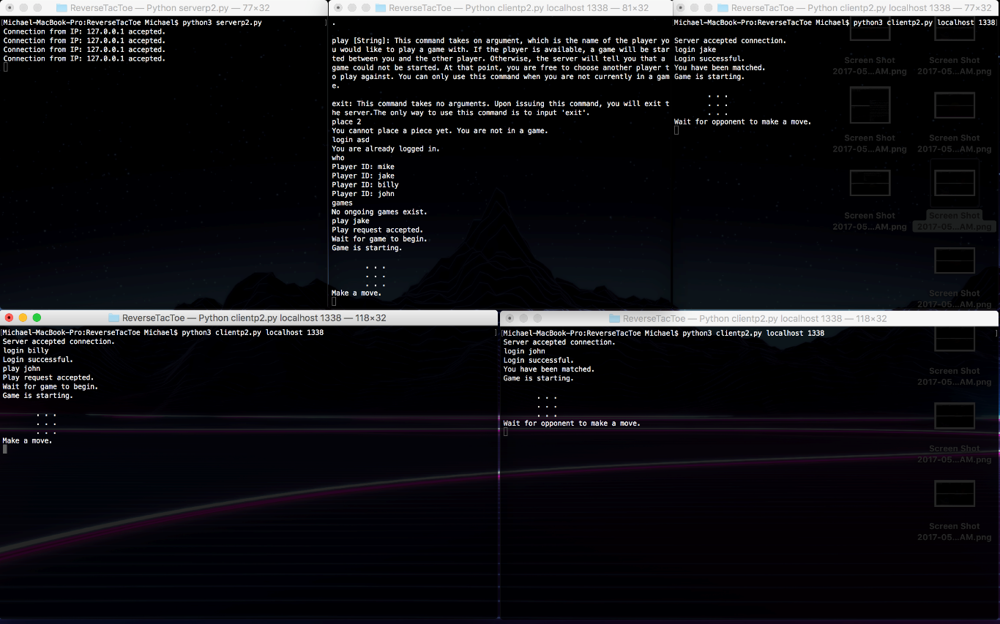 ReverseTacToe — Python serverp2.py — 77×32
[Michael-MacBook-Pro:ReverseTacToe Michael$ python3 serverp2.py ]
Connection from IP: 127.0.0.1 accepted.
Connection from IP: 127.0.0.1 accepted.
Connection from IP: 127.0.0.1 accepted.
Connection from IP: 127.0.0.1 accepted.
ReverseTacToe — Python clientp2.py localhost 1338 — 81×32
.
play [String]: This command takes on argument, which is the name of the player yo
u would like to play a game with. If the player is available, a game will be star
ted between you and the other player. Otherwise, the server will tell you that a
game could not be started. At that point, you are free to choose another player t
o play against. You can only use this command when you are not currently in a gam
e.
exit: This command takes no arguments. Upon issuing this command, you will exit t
he server.The only way to use this command is to input 'exit'.
place 2
You cannot place a piece yet. You are not in a game.
login asd
You are already logged in.
who
Player ID: mike
Player ID: jake
Player ID: billy
Player ID: john
games
No ongoing games exist.
play jake
Play request accepted.
Wait for game to begin.
Game is starting.
. . .
. . .
. . .
Make a move.
ReverseTacToe — Python clientp2.py localhost 1338 — 77×32
Michael-MacBook-Pro:ReverseTacToe Michael$ python3 clientp2.py localhost 1338]
Server accepted connection.
login jake
Login successful.
You have been matched.
Game is starting.
. . .
. . .
. . .
Wait for opponent to make a move.
Screen Shot
2017-05...AM.png
Screen Shot
2017-05...AM.png
Screen Shot
2017-05...AM.png
Screen Shot
2017-05...AM.png
Screen Shot
2017-05...AM.png
Screen Shot
2017-05...AM.png
Screen Shot
2017-05...AM.png
ReverseTacToe — Python clientp2.py localhost 1338 — 118×32
[Michael-MacBook-Pro:ReverseTacToe Michael$ python3 clientp2.py localhost 1338 ]
Server accepted connection.
login billy
Login successful.
play john
Play request accepted.
Wait for game to begin.
Game is starting.
. . .
. . .
. . .
Make a move.
ReverseTacToe — Python clientp2.py localhost 1338 — 118×32
[Michael-MacBook-Pro:ReverseTacToe Michael$ python3 clientp2.py localhost 1338 ]
Server accepted connection.
login john
Login successful.
You have been matched.
Game is starting.
. . .
. . .
. . .
Wait for opponent to make a move.
Screen Shot
2017-05...AM.png
Screen Shot
2017-05...AM.png
Screen Shot
2017-05...AM.png